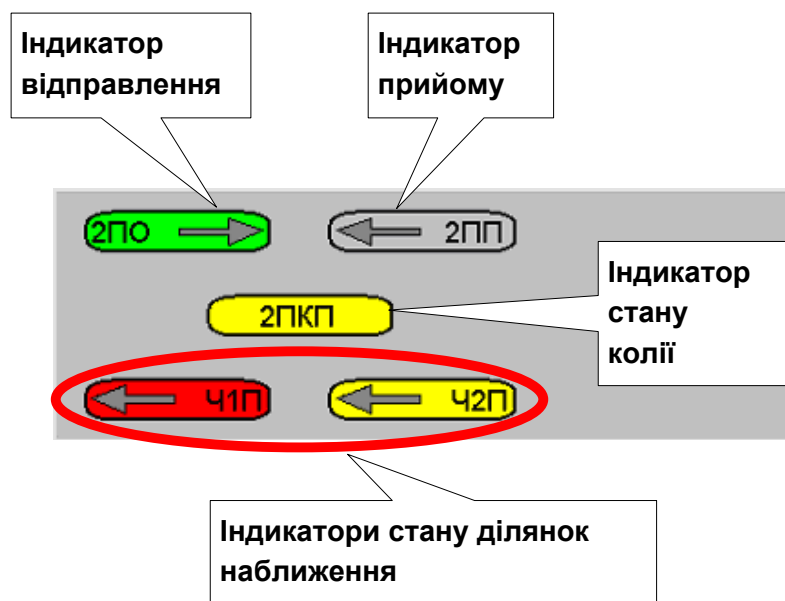 Індикатор
відправлення
Індикатор
прийому
2ПО
2ПП
Індикатор
стану
колії
2ПКП
Ч1П
Ч2П
Індикатори стану ділянок
наближення